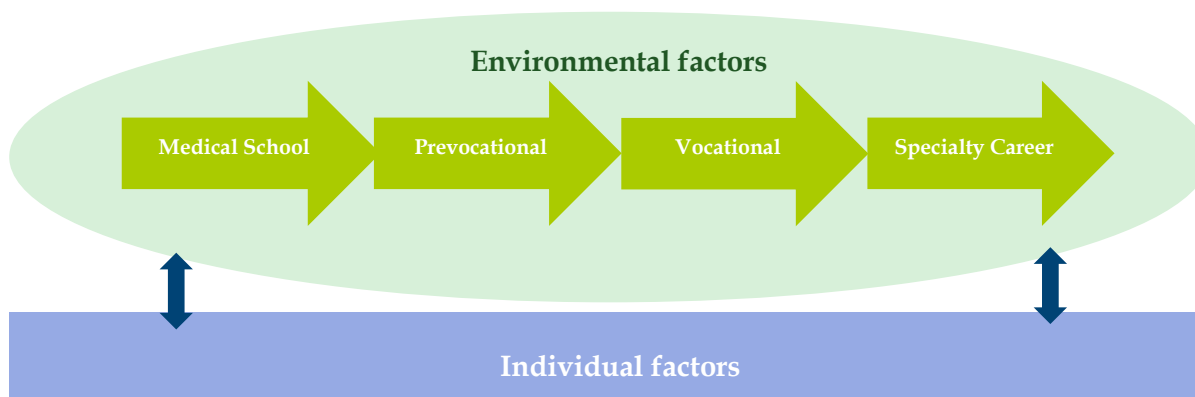 Environmental factors
Medical School
Prevocational
Vocational
Specialty Career
Individual factors